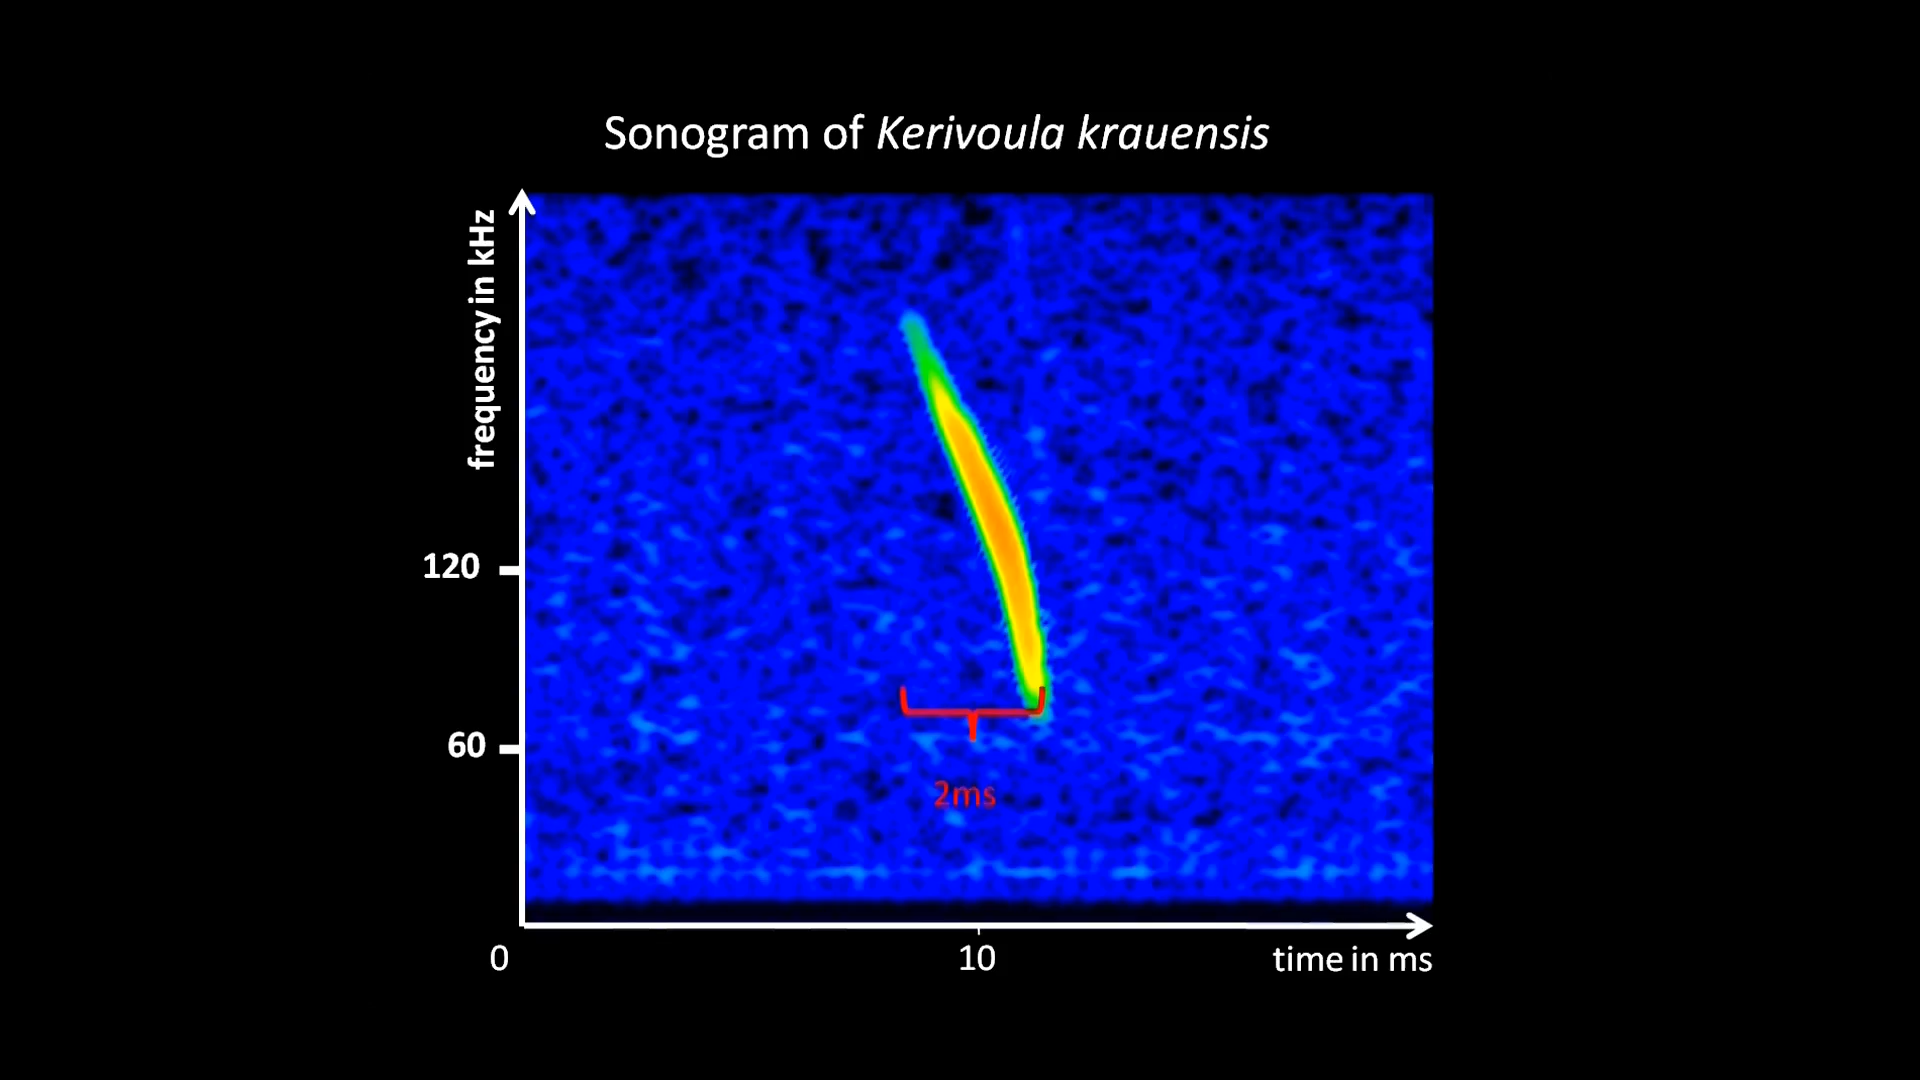 Sonogram of Kerivoula krauensis
frequency in kHz
120
60
2ms
0
10
time in ms